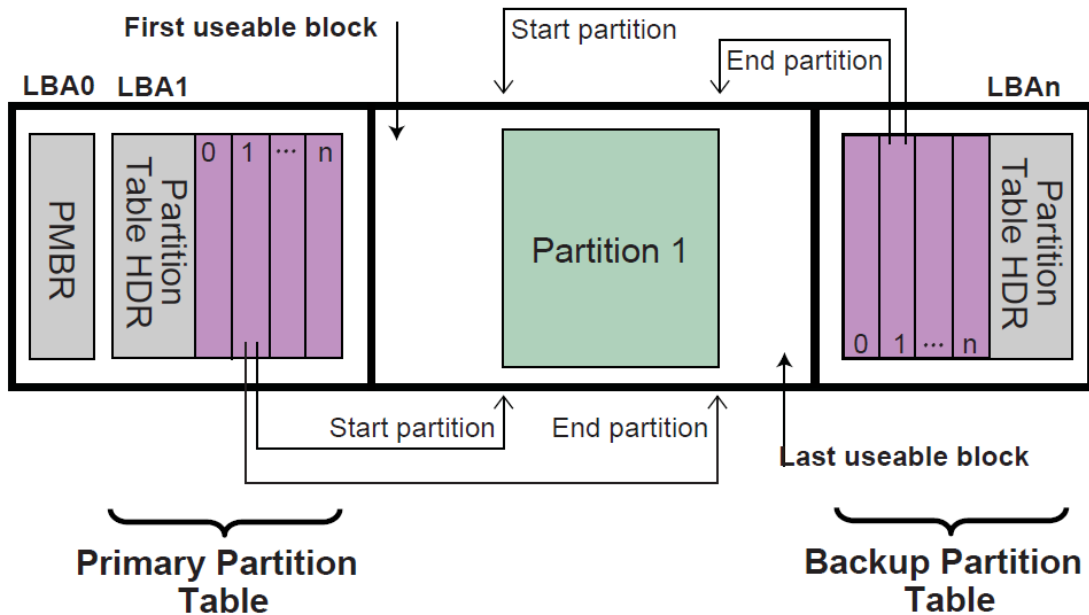 First useable block
Start partition
End partition
LBA0
LBA1
LBAn
PMBR
Partition
Table HDR
0 1 ... n
Partition 1
0 1 ... n
Partition
Table HDR
Start partition
End partition
Last useable block
Primary Partition
Table
Backup Partition
Table